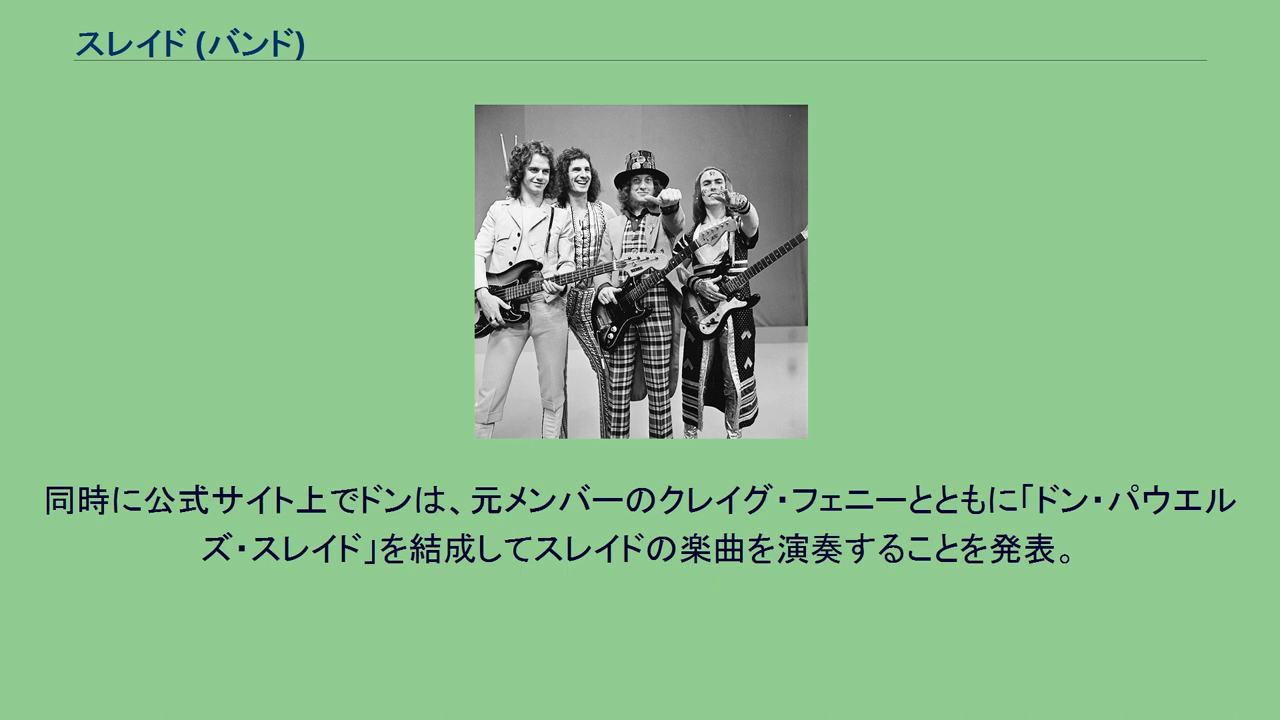 スレイド (バンド)
同時に公式サイト上でドンは、元メンバーのクレイグ・フェニーとともに「ドン・パウエル
ズ・スレイド」を結成してスレイドの楽曲を演奏することを発表。